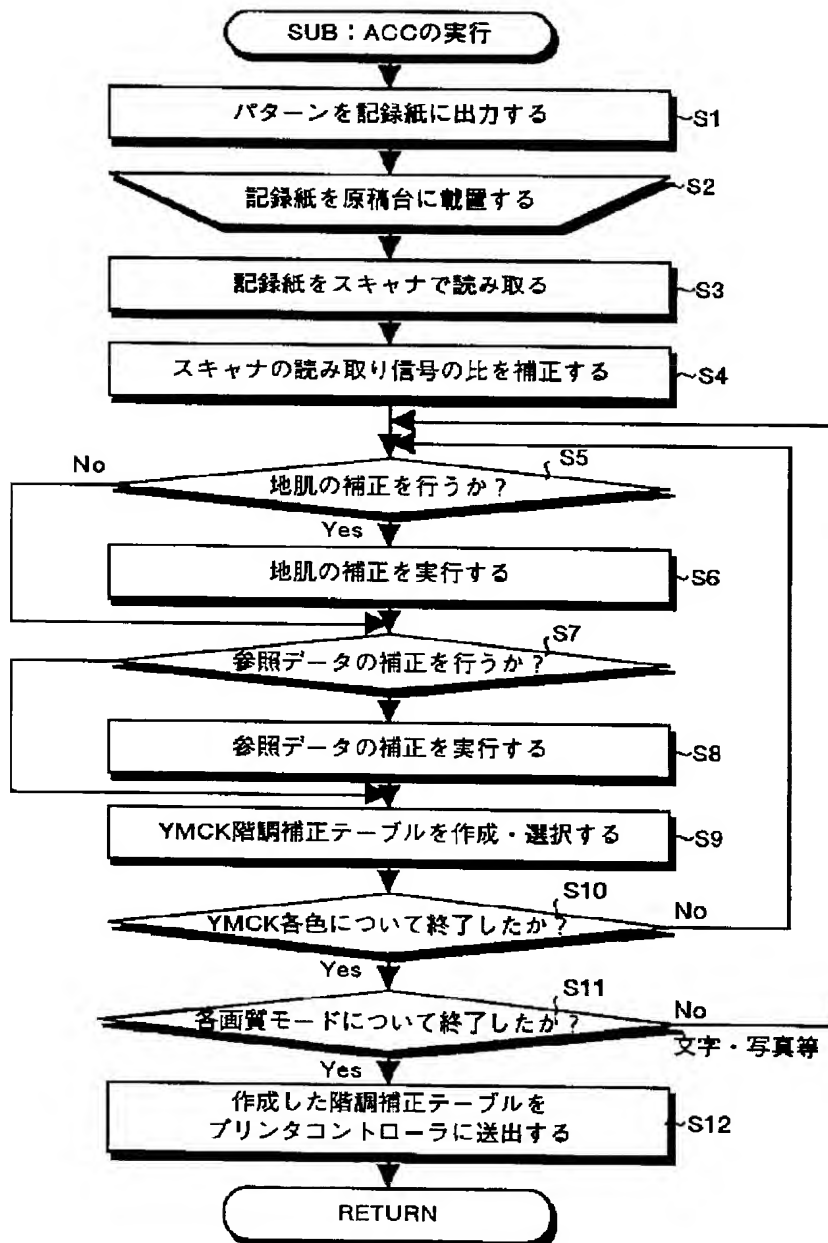 SUB：ACCの実行
パターンを記録紙に出力する
S1
記録紙を原稿台に載置する
S2
記録紙をスキャナで読み取る
S3
スキャナの読み取り信号の比を補正する
S4
No
S5
地肌の補正を行うか？
Yes
地肌の補正を実行する
S6
S7
参照データの補正を行うか？
参照データの補正を実行する
S8
YMCK階調補正テーブルを作成・選択する
S9
S10
YMCK各色について終了したか？
No
Yes
S11
各画質モードについて終了したか？
No
文字・写真等
Yes
作成した階調補正テーブルを
プリンタコントローラに送出する
S12
RETURN